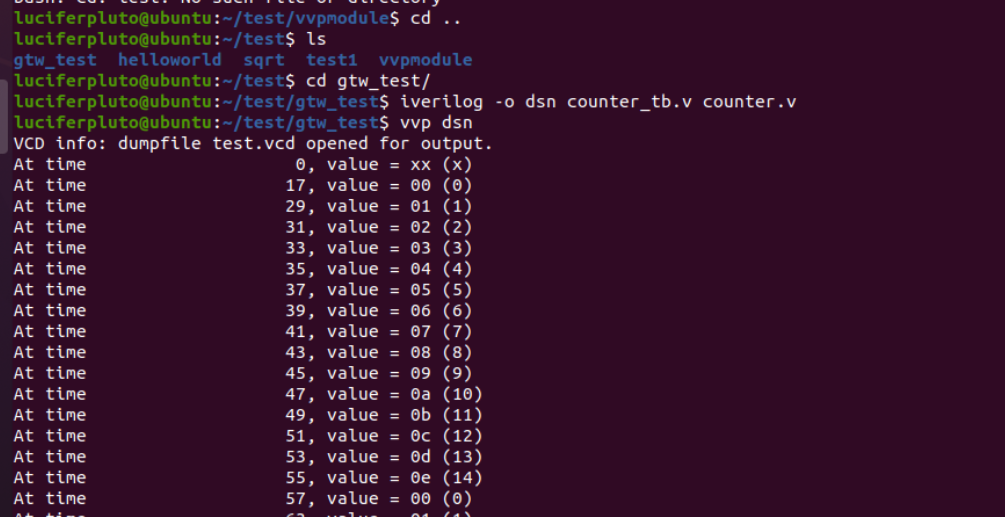 bash: cd: test: No such file or directory
luciferpluto@ubuntu:~/test/vvpmodule$ cd ..
luciferpluto@ubuntu:~/test$ ls
gtw_test  helloworld  sqrt  test1  vvpmodule
luciferpluto@ubuntu:~/test$ cd gtw_test/
luciferpluto@ubuntu:~/test/gtw_test$ iverilog -o dsn counter_tb.v counter.v
luciferpluto@ubuntu:~/test/gtw_test$ vvp dsn
VCD info: dumpfile test.vcd opened for output.
At time                    0, value = xx (x)
At time                   17, value = 00 (0)
At time                   29, value = 01 (1)
At time                   31, value = 02 (2)
At time                   33, value = 03 (3)
At time                   35, value = 04 (4)
At time                   37, value = 05 (5)
At time                   39, value = 06 (6)
At time                   41, value = 07 (7)
At time                   43, value = 08 (8)
At time                   45, value = 09 (9)
At time                   47, value = 0a (10)
At time                   49, value = 0b (11)
At time                   51, value = 0c (12)
At time                   53, value = 0d (13)
At time                   55, value = 0e (14)
At time                   57, value = 00 (0)
At time                   63, value = 01 (1)